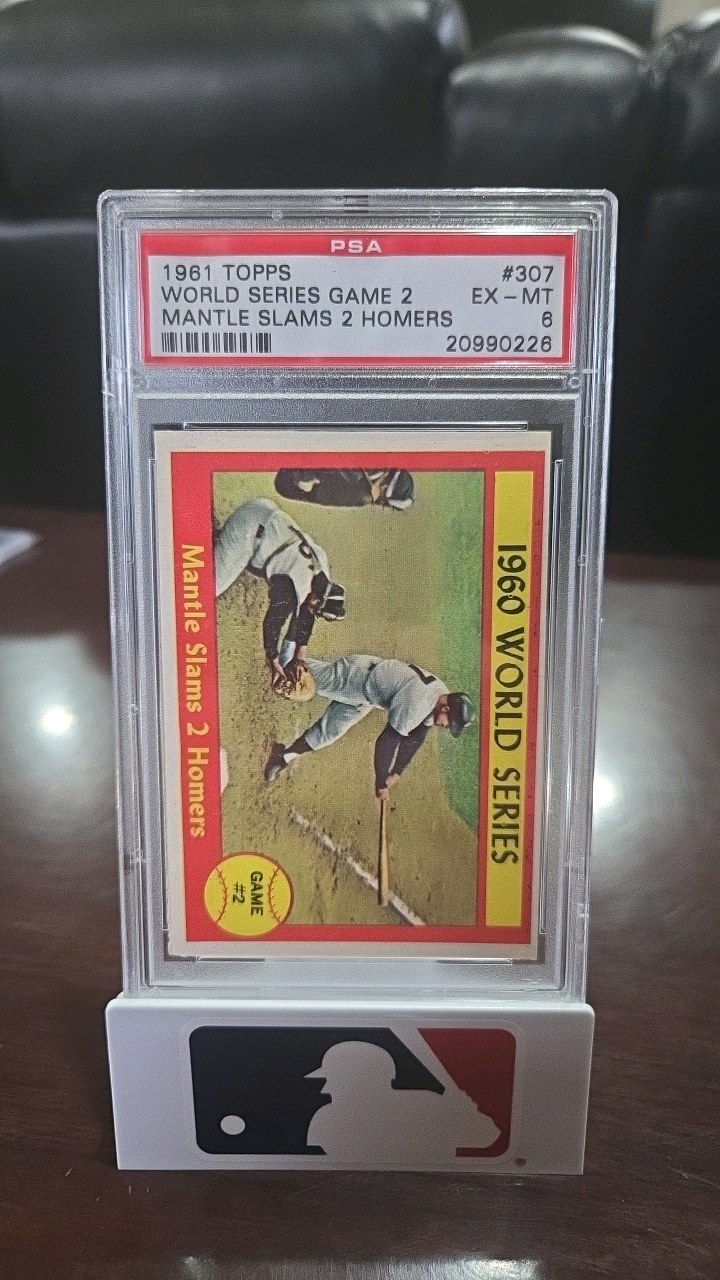 PSA
1961 TOPPS #307
WORLD SERIES GAME 2 EX - MT
MANTLE SLAMS 2 HOMERS 6
20990226
1960 WORLD SERIES
Mantle Slams 2 Homers
GAME
#2